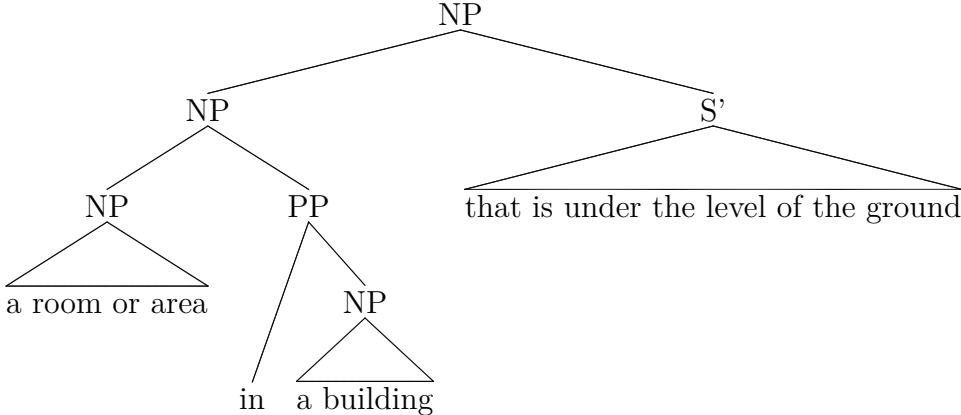 NP
NP S'
NP PP that is under the level of the ground
a room or area NP
in a building